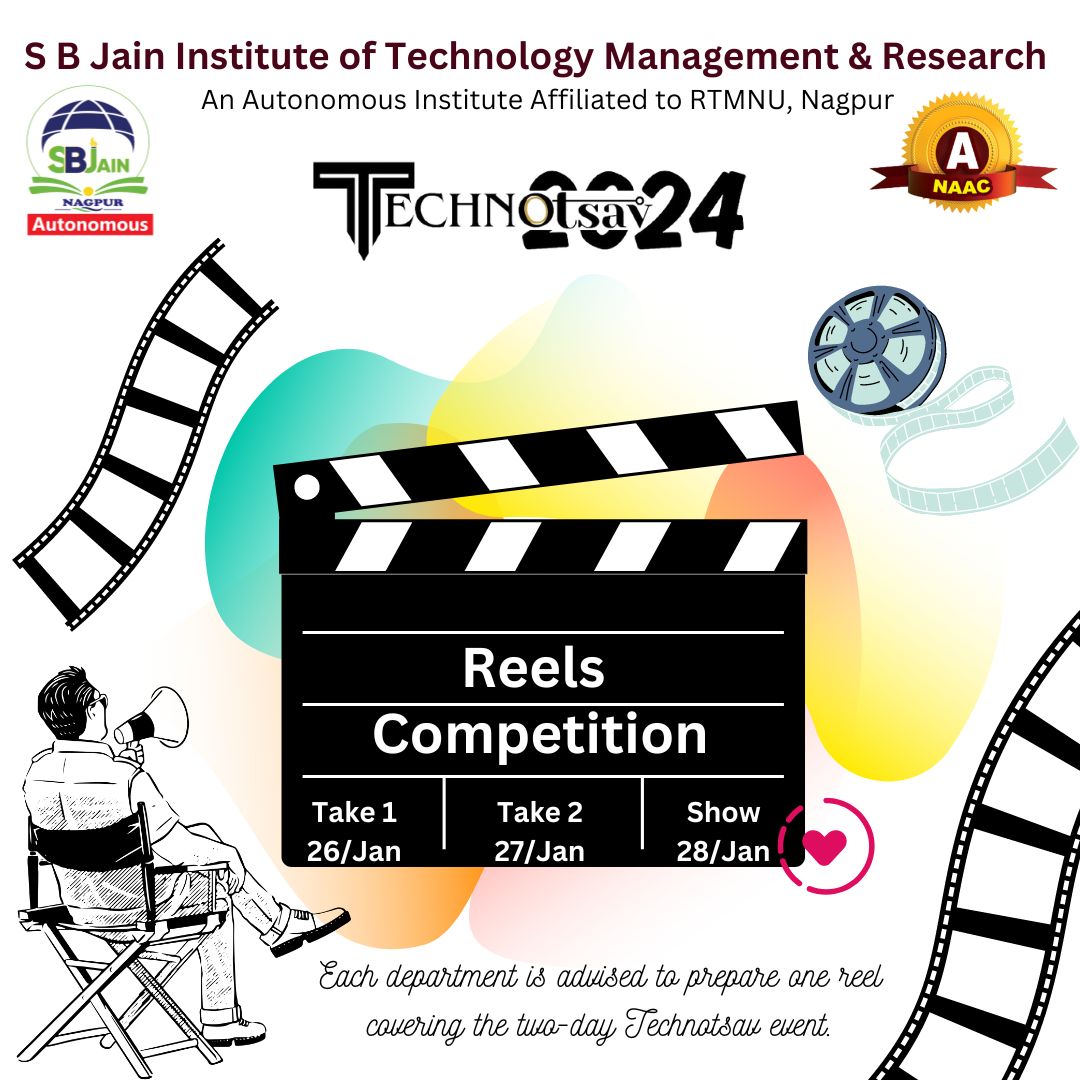 S B Jain Institute of Technology Management & Research
An Autonomous Institute Affiliated to RTMNU, Nagpur
SBJAIN
NAGPUR
Autonomous
TECHNOtsav 2024
A
NAAC
Reels
Competition
Take 1
26/Jan
Take 2
27/Jan
Show
28/Jan
Each department is advised to prepare one reel
covering the two-day Technotsav event.